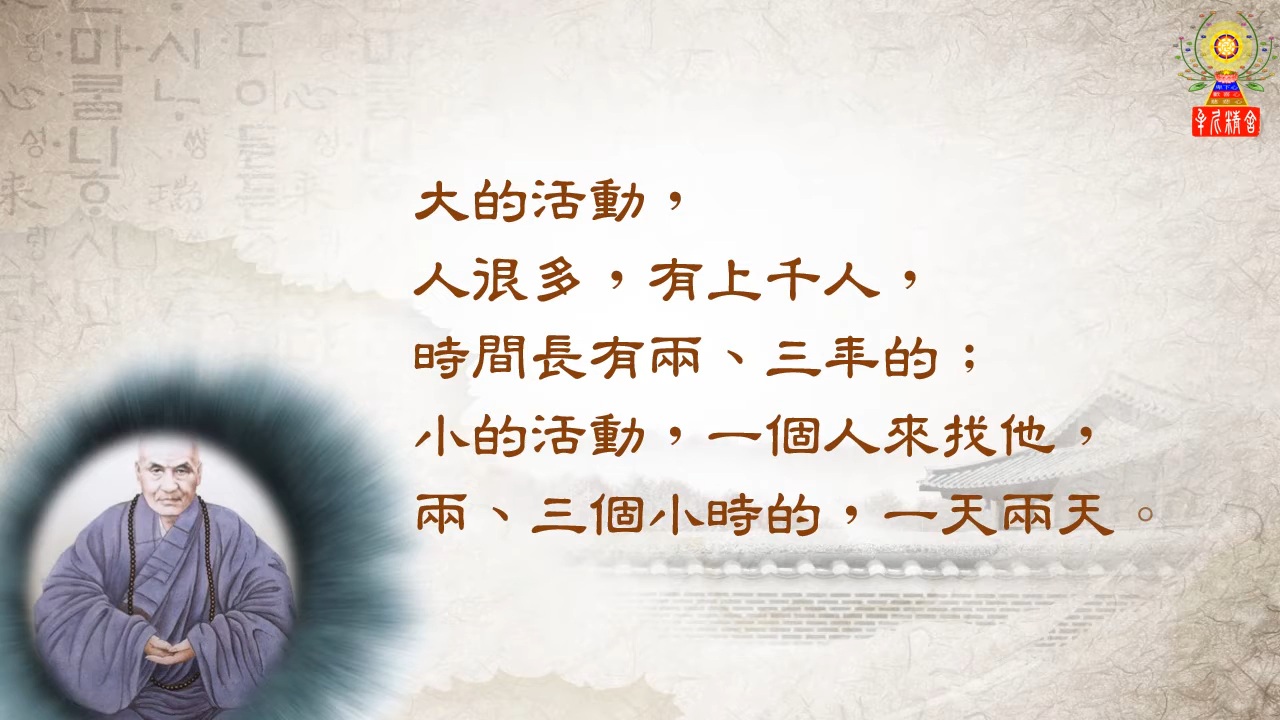 大的活動，
人很多，有上千人，
時間長有兩、三年的；
小的活動，一個人來找他，
兩、三個小時的，一天兩天。